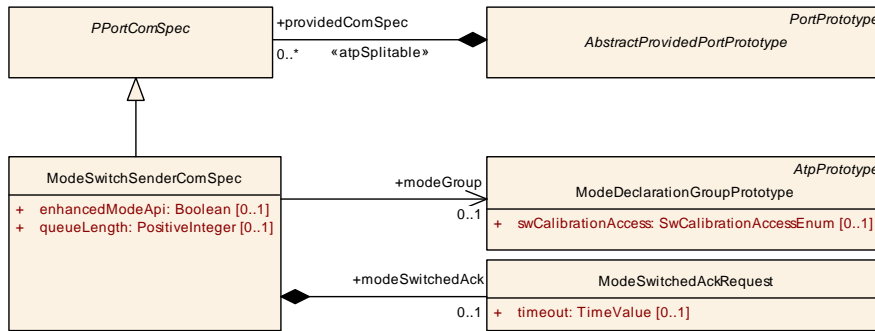 PPortComSpec
+providedComSpec
0..*
«atpSplitable»
PortPrototype
AbstractProvidedPortPrototype
ModeSwitchSenderComSpec
+ enhancedModeApi: Boolean [0..1]
+ queueLength: PositiveInteger [0..1]
+modeGroup
0..1
AtpPrototype
ModeDeclarationGroupPrototype
+ swCalibrationAccess: SwCalibrationAccessEnum [0..1]
+modeSwitchedAck
0..1
ModeSwitchedAckRequest
+ timeout: TimeValue [0..1]